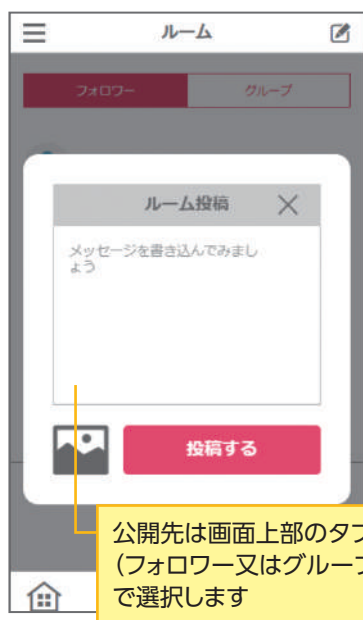 ルーム
フォロワー
グループ
ルーム投稿
メッセージを書き込んでみまし
ょう
投稿する
公開先は画面上部のタブ
（フォロワー又はグループ
で選択します